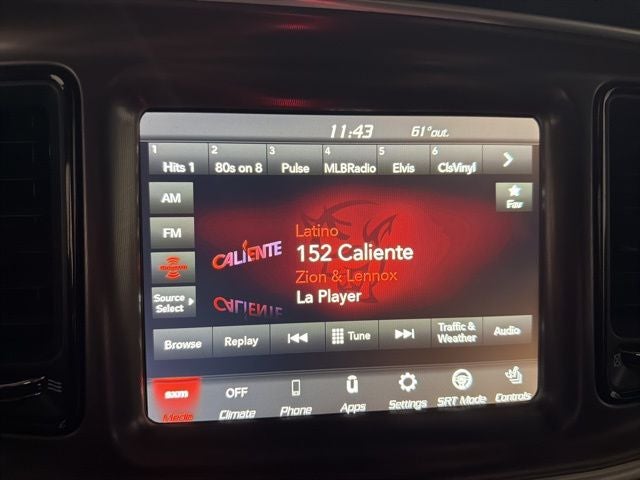 11:43 61°out.
1 2 3 4 5 6
Hits 1 80s on 8 Pulse MLBRadio Elvis ClsVinyl
AM
FM
Source
Select
Fav
CALIENTE
Latino
152 Caliente
Zion & Lennox
La Player
Browse Replay Tune Traffic &
Weather Audio
sxm OFF
Media Climate Phone Apps Settings SRT Mode Controls